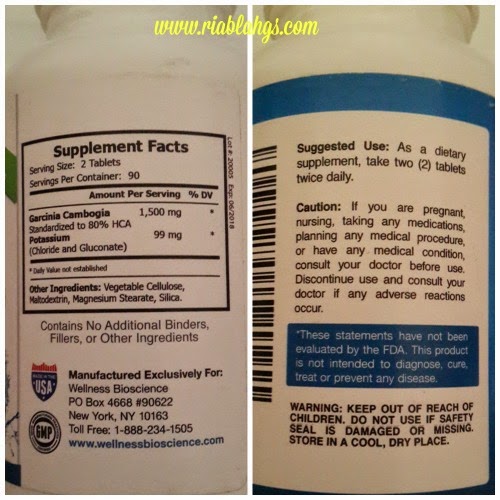 www.riablohgs.com
Supplement Facts
Serving Size: 2 Tablets
Servings Per Container: 90
Amount Per Serving % DV
Garcinia Cambogia 1,500 mg *
Standardized to 80% HCA
Potassium 99 mg *
(Chloride and Gluconate)
* Daily Value not established
Other Ingredients: Vegetable Cellulose,
Maltodextrin, Magnesium Stearate, Silica.
Lot #: 20005 Exp: 06/2018
Contains No Additional Binders,
Fillers, or Other Ingredients
MADE IN THE
USA
GMP
Manufactured Exclusively For:
Wellness Bioscience
PO Box 4668 #90622
New York, NY 10163
Toll Free: 1-888-234-1505
www.wellnessbioscience.com
Suggested Use: As a dietary
supplement, take two (2) tablets
twice daily.
Caution: If you are pregnant,
nursing, taking any medications,
planning any medical procedure,
or have any medical condition,
consult your doctor before use.
Discontinue use and consult your
doctor if any adverse reactions
occur.
*These statements have not been
evaluated by the FDA. This product
is not intended to diagnose, cure,
treat or prevent any disease.
WARNING: KEEP OUT OF REACH OF
CHILDREN. DO NOT USE IF SAFETY
SEAL IS DAMAGED OR MISSING.
STORE IN A COOL, DRY PLACE.